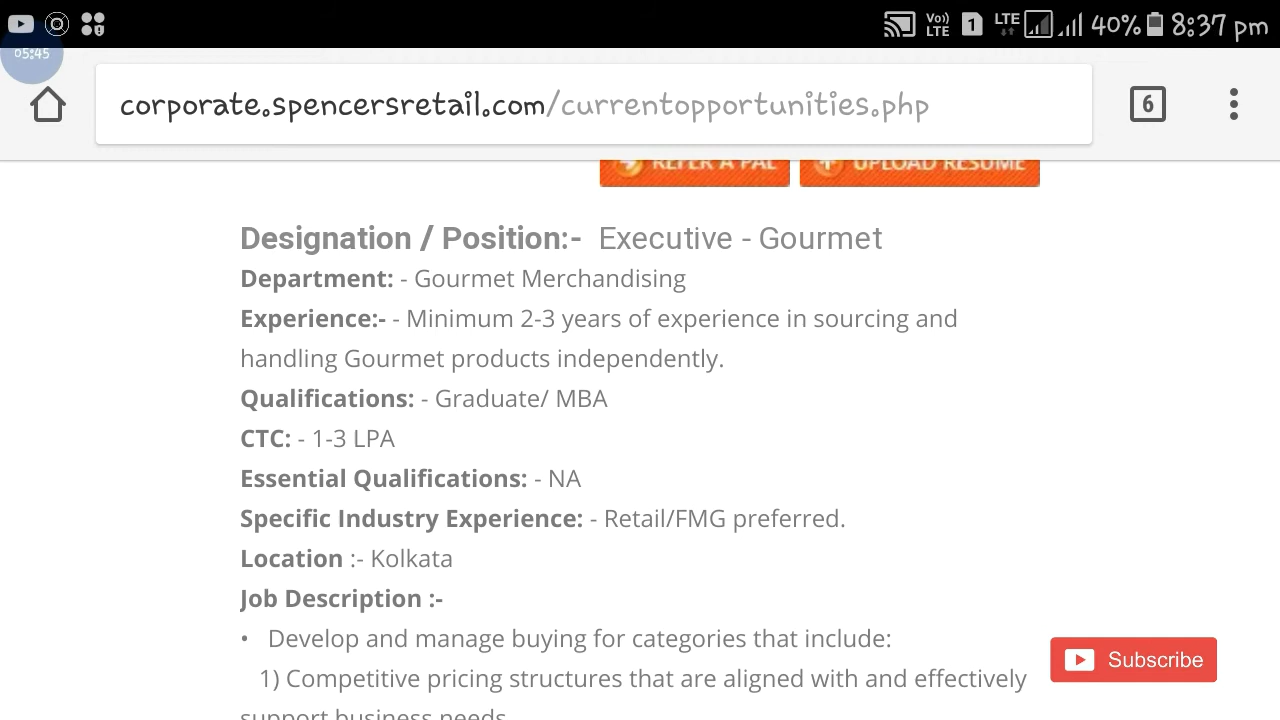 Vo))
LTE
1
LTE
40%
8:37 pm
05:45
corporate.spencersretail.com/currentopportunities.php
6
REFER A PAL
UPLOAD RESUME
Designation / Position:- Executive - Gourmet
Department: - Gourmet Merchandising
Experience:- - Minimum 2-3 years of experience in sourcing and
handling Gourmet products independently.
Qualifications: - Graduate/ MBA
CTC: - 1-3 LPA
Essential Qualifications: - NA
Specific Industry Experience: - Retail/FMG preferred.
Location :- Kolkata
Job Description :-
• Develop and manage buying for categories that include:
1) Competitive pricing structures that are aligned with and effectively
support business needs
Subscribe